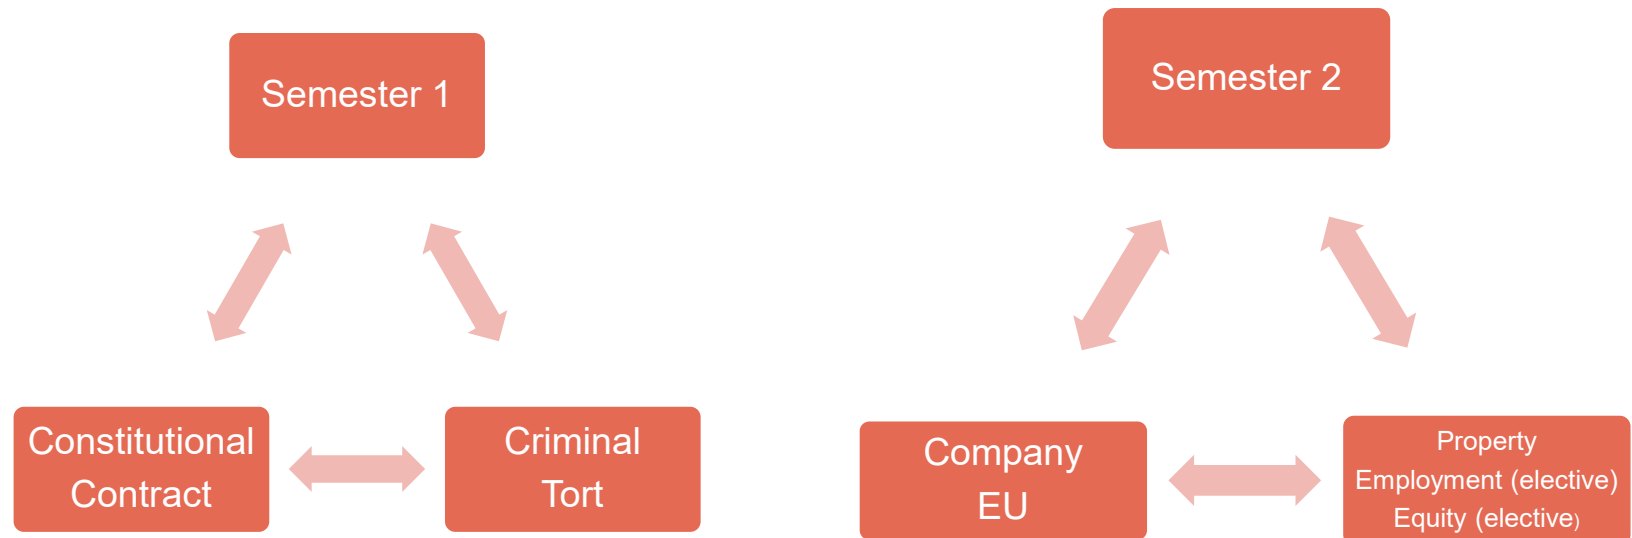 Semester 1
Constitutional
Contract
Criminal
Tort
Semester 2
Company
EU
Property
Employment (elective)
Equity (elective)